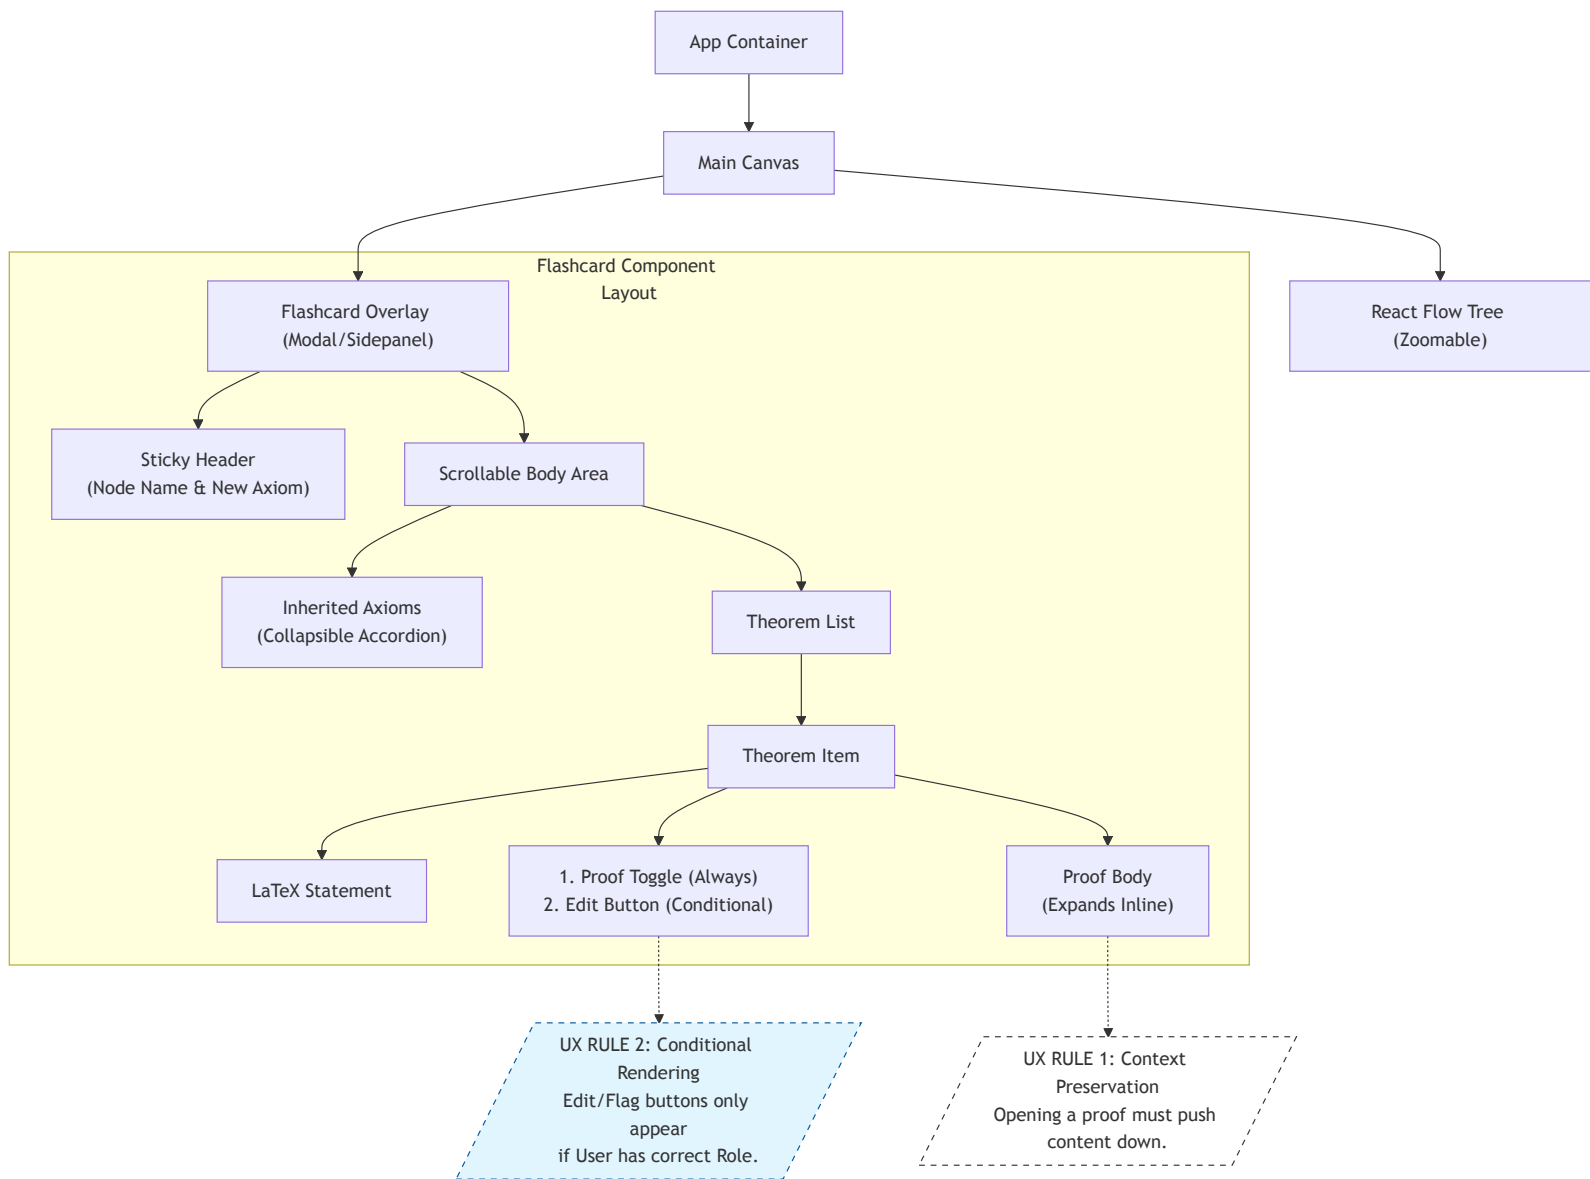 App Container
Main Canvas
Flashcard Component
Layout
Flashcard Overlay
(Modal/Sidepanel)
React Flow Tree
(Zoomable)
Sticky Header
(Node Name & New Axiom)
Scrollable Body Area
Inherited Axioms
(Collapsible Accordion)
Theorem List
Theorem Item
LaTeX Statement
1. Proof Toggle (Always)
2. Edit Button (Conditional)
Proof Body
(Expands Inline)
UX RULE 2: Conditional
Rendering
Edit/Flag buttons only
appear
if User has correct Role.
UX RULE 1: Context
Preservation
Opening a proof must push
content down.